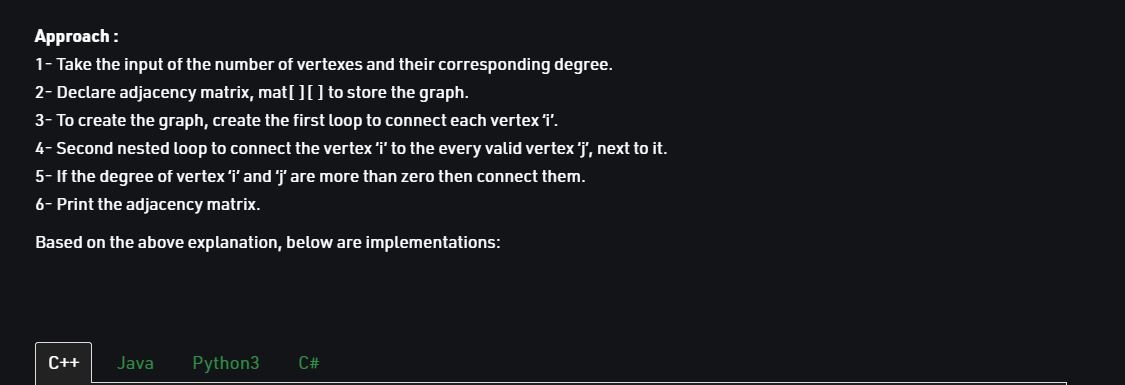 Approach :
1- Take the input of the number of vertexes and their corresponding degree.
2- Declare adjacency matrix, mat[ ][ ] to store the graph.
3- To create the graph, create the first loop to connect each vertex ‘i’.
4- Second nested loop to connect the vertex ‘i’ to the every valid vertex ‘j’, next to it.
5- If the degree of vertex ‘i’ and ‘j’ are more than zero then connect them.
6- Print the adjacency matrix.
Based on the above explanation, below are implementations:
C++ Java Python3 C#